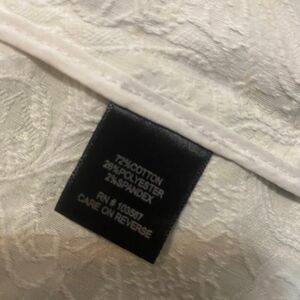 72%COTTON
26%POLYESTER
2%SPANDEX
RN # 103587
CARE ON REVERSE